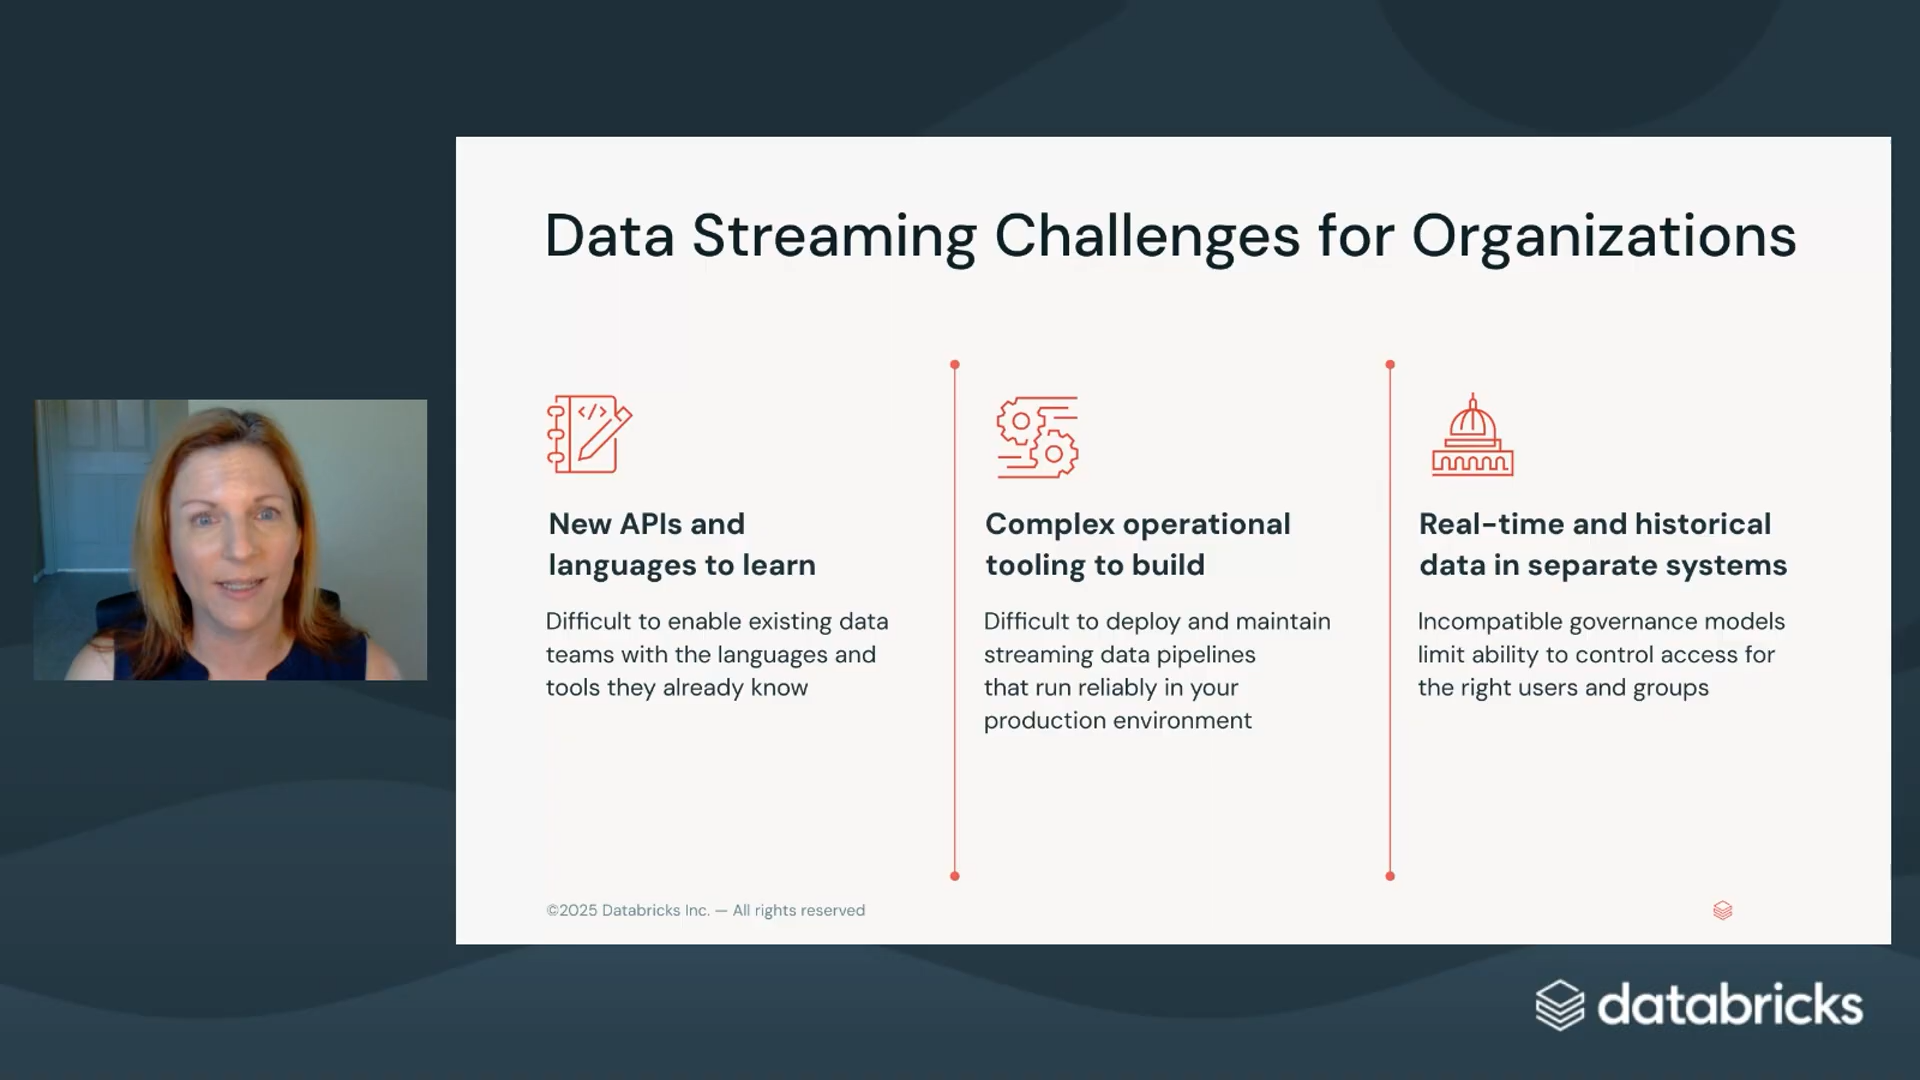 Data Streaming Challenges for Organizations
</>
New APIs and
languages to learn
Difficult to enable existing data
teams with the languages and
tools they already know
Complex operational
tooling to build
Difficult to deploy and maintain
streaming data pipelines
that run reliably in your
production environment
Real-time and historical
data in separate systems
Incompatible governance models
limit ability to control access for
the right users and groups
©2025 Databricks Inc. — All rights reserved
databricks